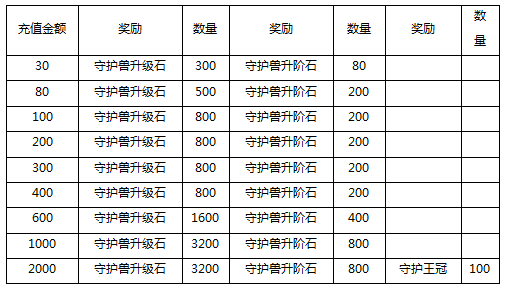 充值金额 奖励 数量 奖励 数量 奖励 数量
30 守护兽升级石 300 守护兽升阶石 80
80 守护兽升级石 500 守护兽升阶石 200
100 守护兽升级石 800 守护兽升阶石 200
200 守护兽升级石 800 守护兽升阶石 200
300 守护兽升级石 800 守护兽升阶石 200
400 守护兽升级石 800 守护兽升阶石 200
600 守护兽升级石 1600 守护兽升阶石 400
1000 守护兽升级石 3200 守护兽升阶石 800
2000 守护兽升级石 3200 守护兽升阶石 800 守护王冠 100